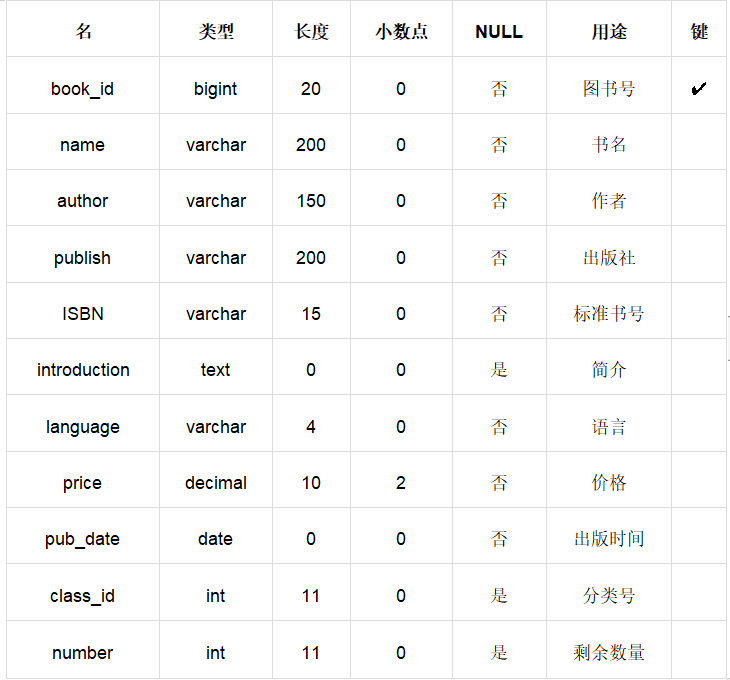 名 类型 长度 小数点 NULL 用途 键
book_id bigint 20 0 否 图书号 ✔
name varchar 200 0 否 书名
author varchar 150 0 否 作者
publish varchar 200 0 否 出版社
ISBN varchar 15 0 否 标准书号
introduction text 0 0 是 简介
language varchar 4 0 否 语言
price decimal 10 2 否 价格
pub_date date 0 0 否 出版时间
class_id int 11 0 是 分类号
number int 11 0 是 剩余数量